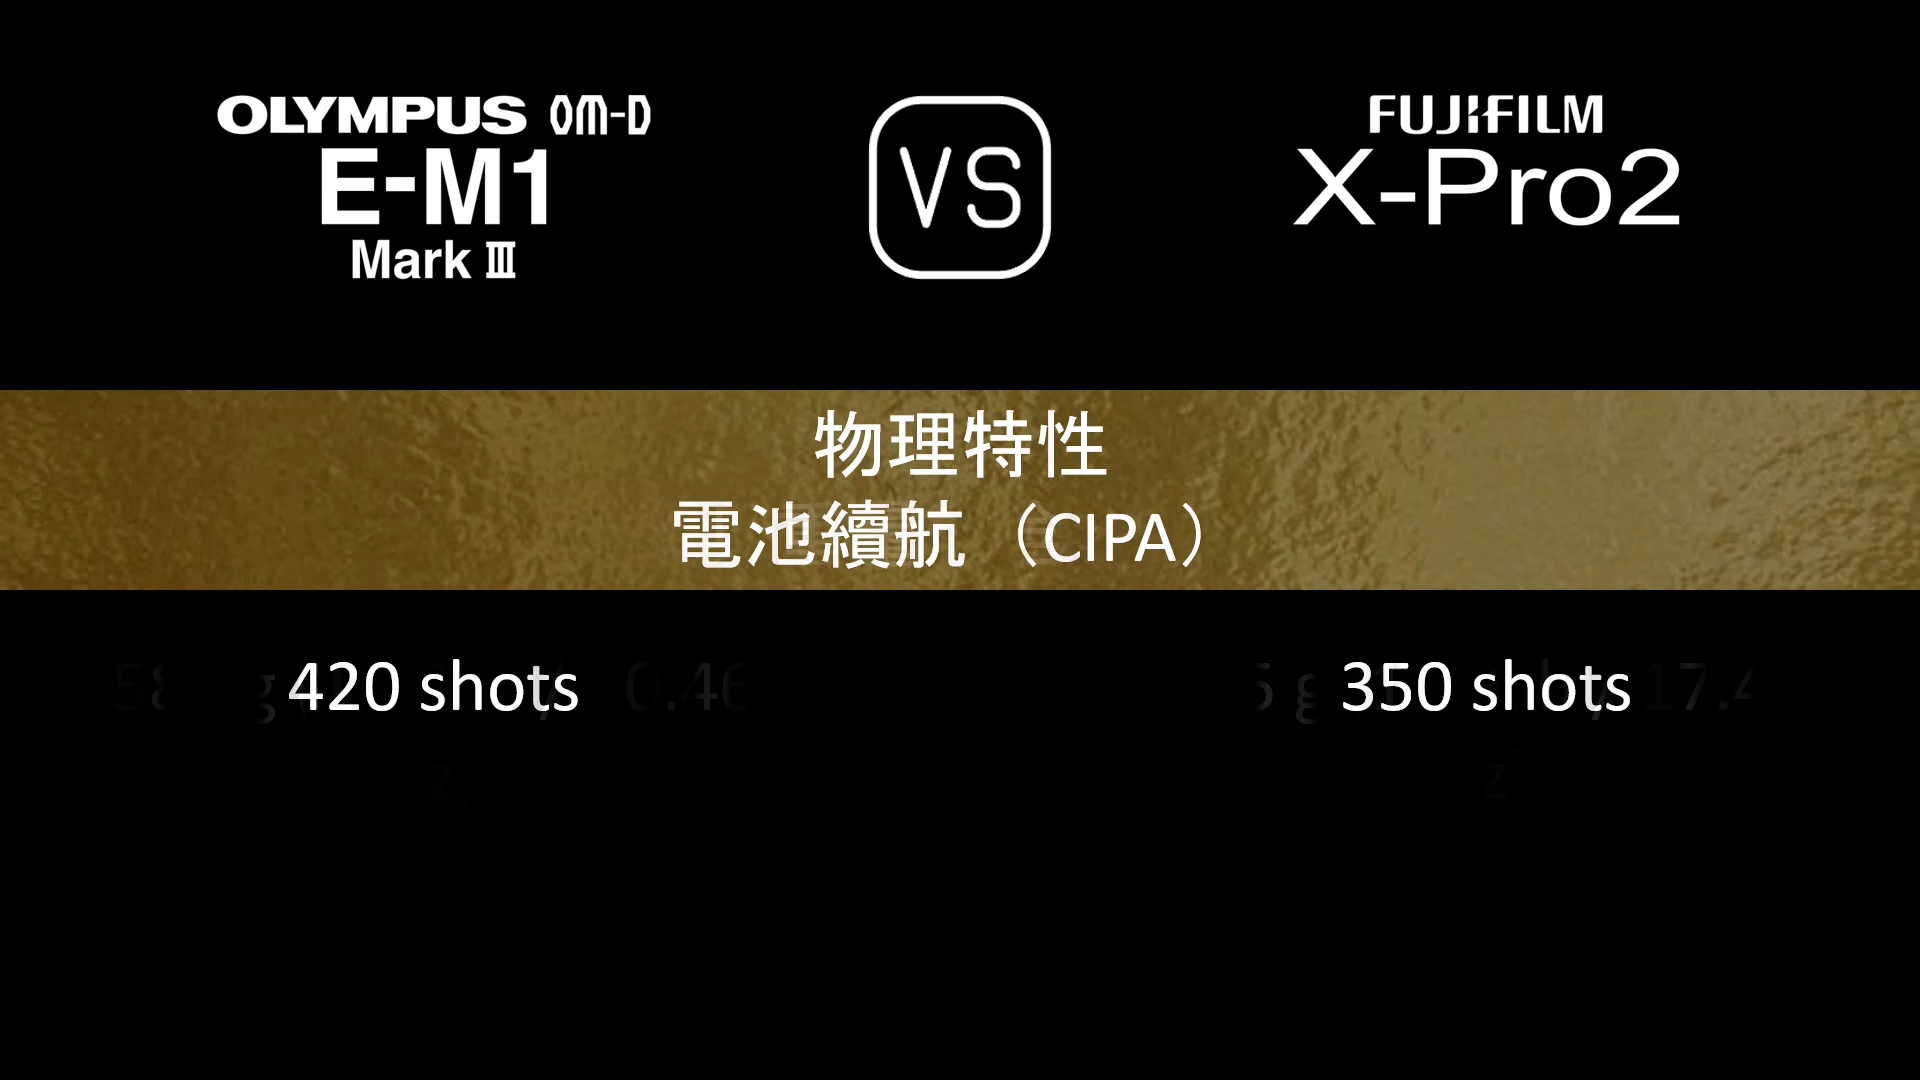 OLYMPUS OM-D
E-M1
Mark III
VS
FUJIFILM
X-Pro2
物理特性
電池續航（CIPA）
420 shots
350 shots